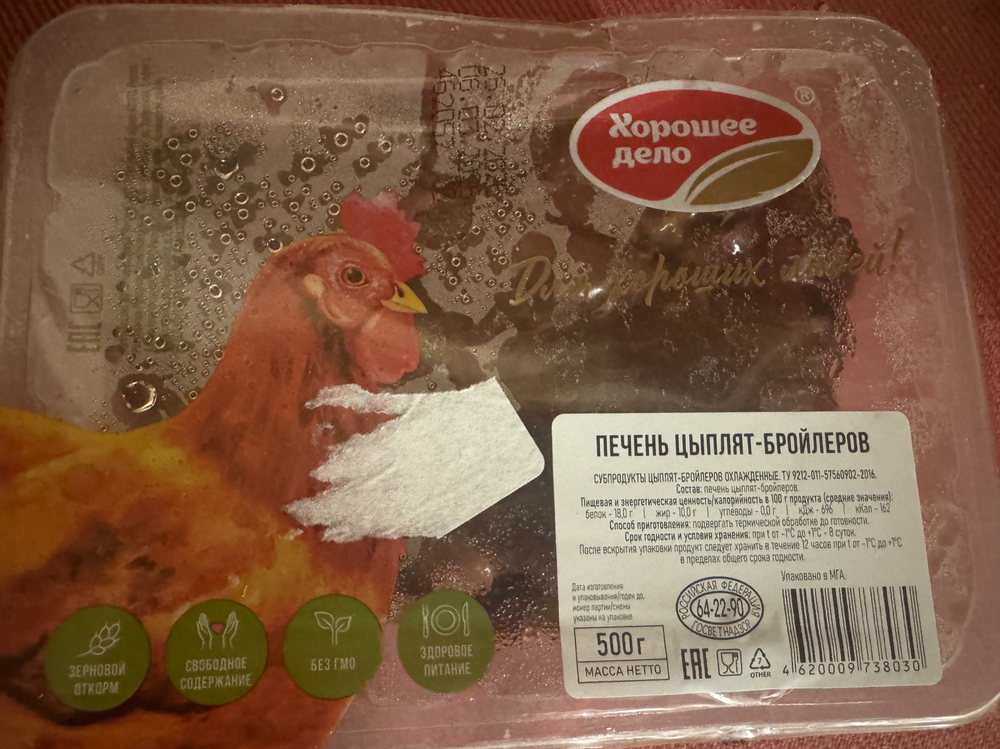 Хорошее
дело
®
Для хороших людей!
ПЕЧЕНЬ ЦЫПЛЯТ-БРОЙЛЕРОВ
СУБПРОДУКТЫ ЦЫПЛЯТ-БРОЙЛЕРОВ ОХЛАЖДЕННЫЕ. ТУ 9212-011-57560902-2016.
Состав: печень цыплят-бройлеров.
Пищевая и энергетическая ценность/калорийность в 100 г продукта (средние значения):
белок - 18,0 г | жир - 10,0 г | углеводы - 0,0 г | кДж - 696 | кКал - 162
Способ приготовления: подвергать термической обработке до готовности.
Срок годности и условия хранения: при t от -1°С до +1°С - 8 суток.
После вскрытия упаковки продукт следует хранить в течение 12 часов при t от -1°С до +1°С
в пределах общего срока годности.
Упаковано в МГА.
Дата изготовления
и упаковывания/годен до,
номер партии/смены
указаны на упаковке
500 г
МАССА НЕТТО
РОССИЙСКАЯ ФЕДЕРАЦИЯ
64-22-90
ГОСВЕТНАДЗОР
ЕАС
7
OTHER
4 620009 738030
ЗЕРНОВОЙ
ОТКОРМ
СВОБОДНОЕ
СОДЕРЖАНИЕ
БЕЗ ГМО
ЗДОРОВОЕ
ПИТАНИЕ
ЕАС